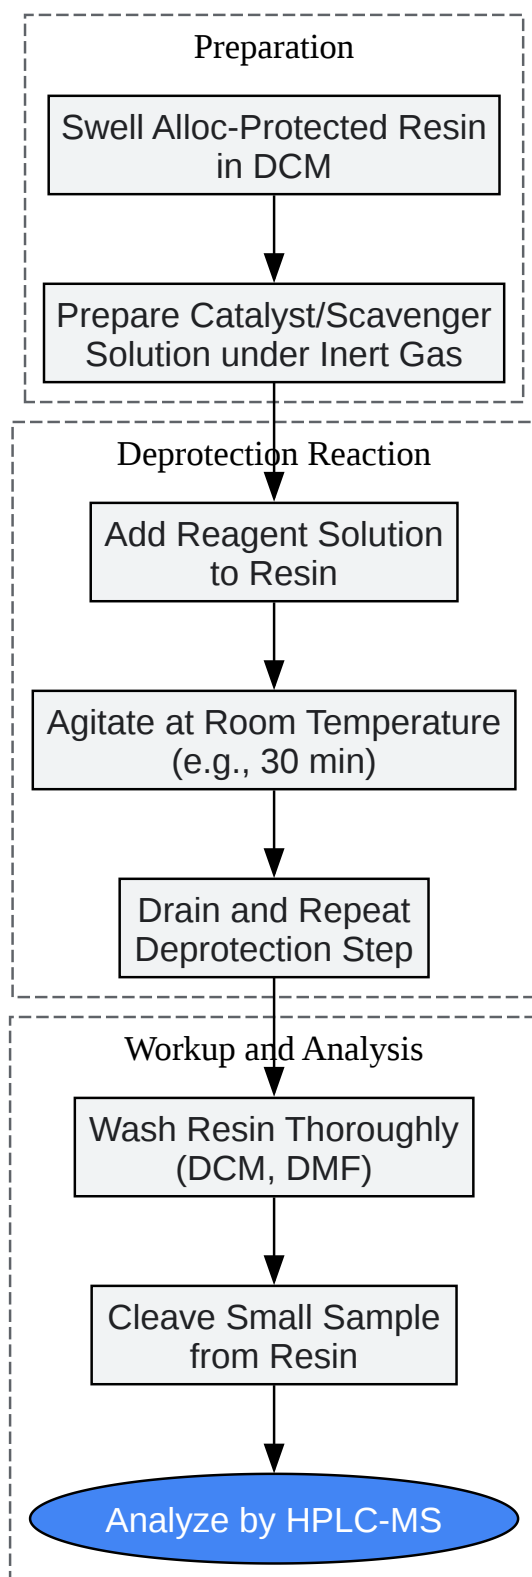 Preparation
Swell Alloc-Protected Resin
in DCM
Prepare Catalyst/Scavenger
Solution under Inert Gas
Deprotection Reaction
Add Reagent Solution
to Resin
Agitate at Room Temperature
(e.g., 30 min)
Drain and Repeat
Deprotection Step
Workup and Analysis
Wash Resin Thoroughly
(DCM, DMF)
Cleave Small Sample
from Resin
Analyze by HPLC-MS